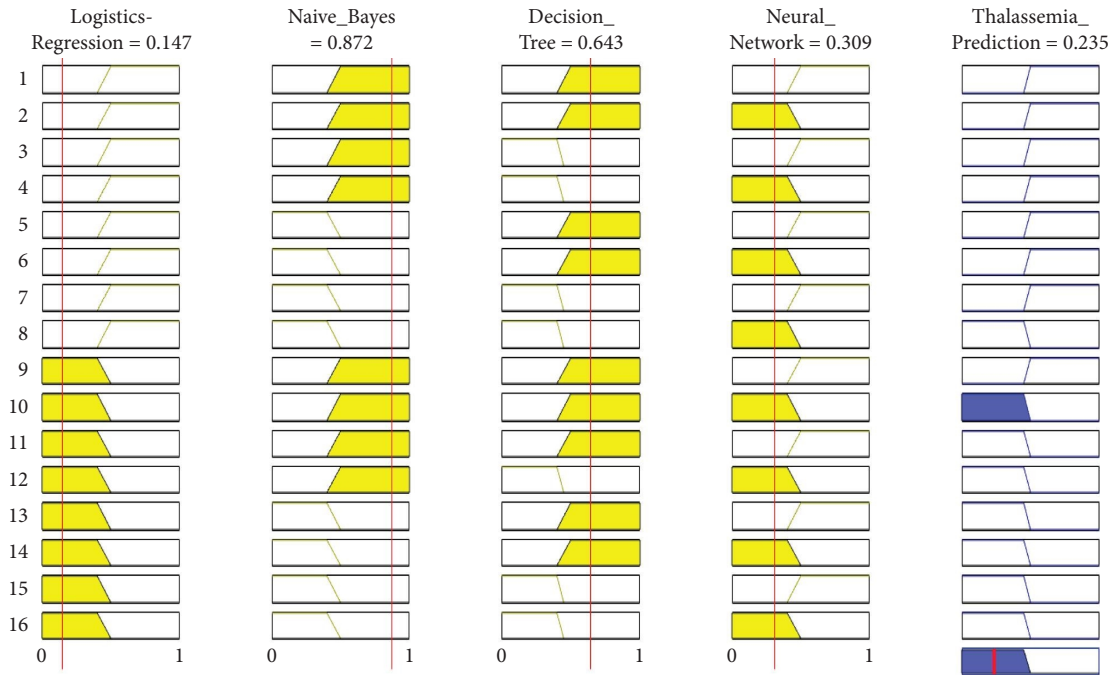 Logistics-
Regression = 0.147
Naive_Bayes
= 0.872
Decision_
Tree = 0.643
Neural_
Network = 0.309
Thalassemia_
Prediction = 0.235
1
2
3
4
5
6
7
8
9
10
11
12
13
14
15
16
0 1 0 1 0 1 0 1